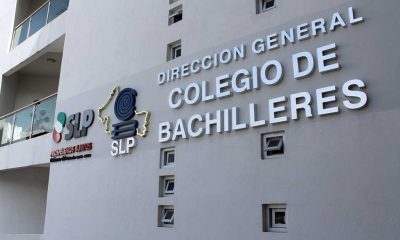 DIRECCION GENERAL
COLEGIO DE
BACHILLERES
SLP
SLP